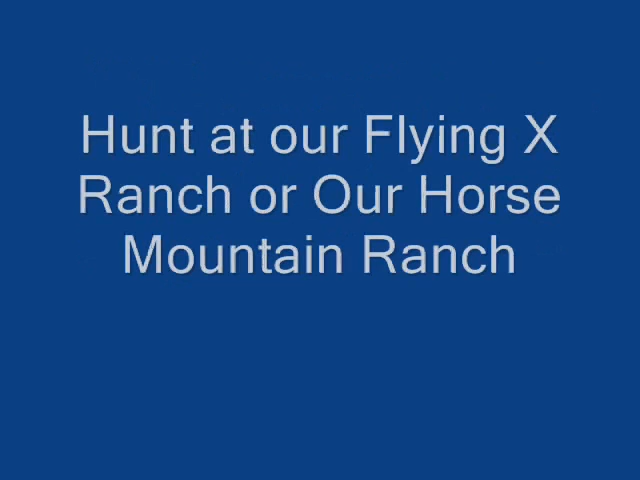 Hunt at our Flying X
Ranch or Our Horse
Mountain Ranch